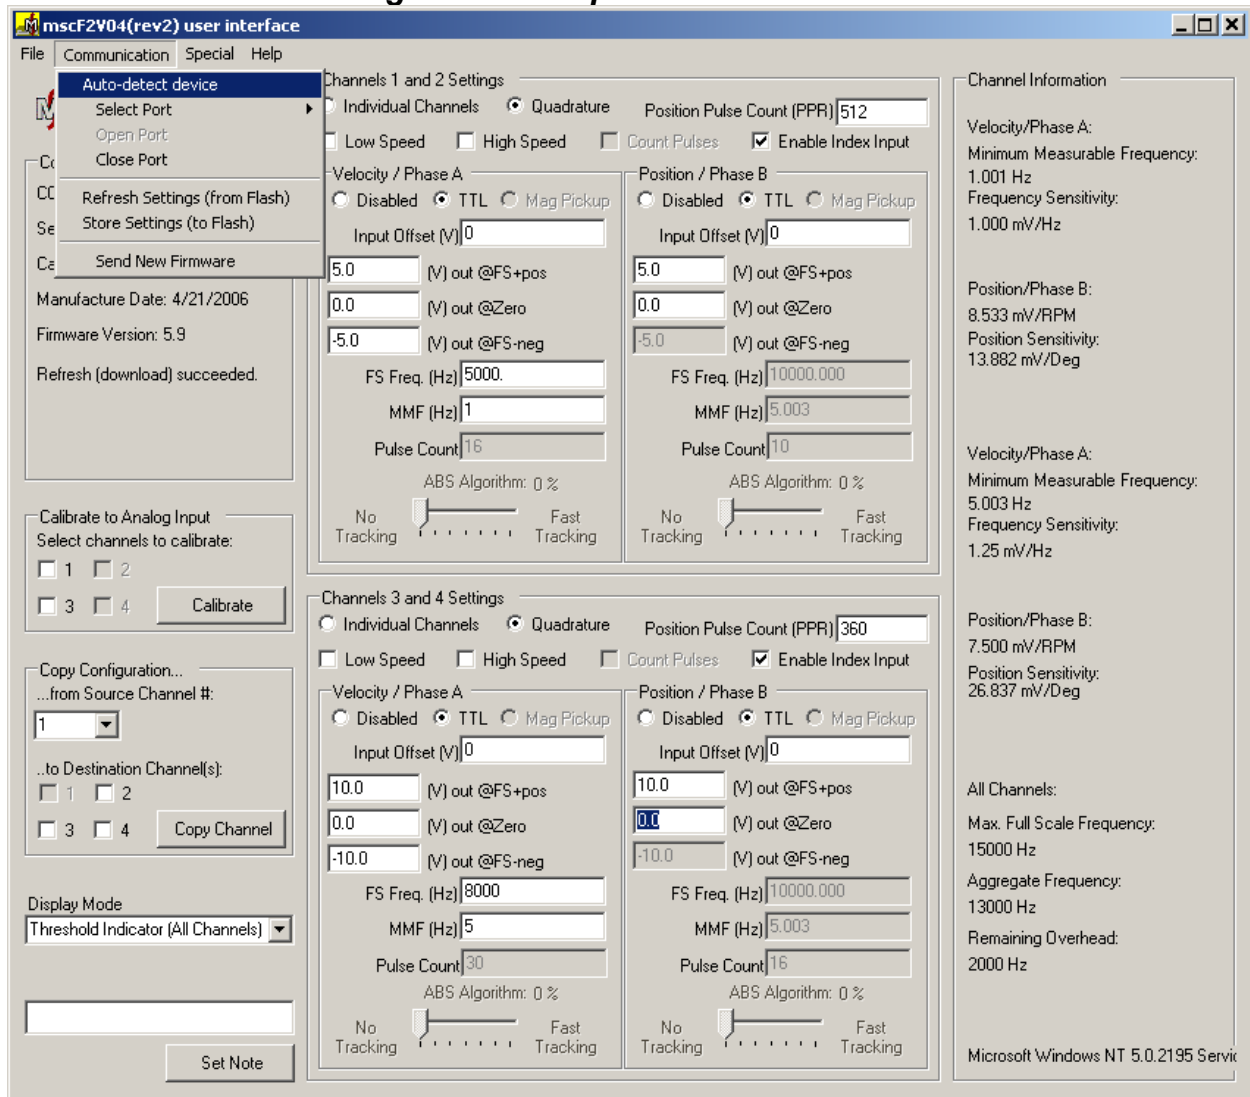 mscF2V04(rev2) user interface
File Communication Special Help
Auto-detect device
Select Port
Open Port
Close Port
Refresh Settings (from Flash)
Store Settings (to Flash)
Send New Firmware
Manufacture Date: 4/21/2006
Firmware Version: 5.9
Refresh (download) succeeded.
Calibrate to Analog Input
Select channels to calibrate:
1 2
3 4 Calibrate
Copy Configuration...
...from Source Channel #:
1
..to Destination Channel(s):
1 2
3 4 Copy Channel
Display Mode
Threshold Indicator (All Channels)
Set Note
Channels 1 and 2 Settings
Individual Channels Quadrature Position Pulse Count (PPR) 512
Low Speed High Speed Count Pulses Enable Index Input
Velocity / Phase A
Disabled TTL Mag Pickup
Input Offset (V) 0
5.0 (V) out @FS+pos
0.0 (V) out @Zero
-5.0 (V) out @FS-neg
FS Freq. (Hz) 5000.
MMF (Hz) 1
Pulse Count 16
ABS Algorithm: 0 %
No Fast
Tracking Tracking
Position / Phase B
Disabled TTL Mag Pickup
Input Offset (V) 0
5.0 (V) out @FS+pos
0.0 (V) out @Zero
-5.0 (V) out @FS-neg
FS Freq. (Hz) 10000.000
MMF (Hz) 5.003
Pulse Count 10
ABS Algorithm: 0 %
No Fast
Tracking Tracking
Channels 3 and 4 Settings
Individual Channels Quadrature Position Pulse Count (PPR) 360
Low Speed High Speed Count Pulses Enable Index Input
Velocity / Phase A
Disabled TTL Mag Pickup
Input Offset (V) 0
10.0 (V) out @FS+pos
0.0 (V) out @Zero
-10.0 (V) out @FS-neg
FS Freq. (Hz) 8000
MMF (Hz) 5
Pulse Count 30
ABS Algorithm: 0 %
No Fast
Tracking Tracking
Position / Phase B
Disabled TTL Mag Pickup
Input Offset (V) 0
10.0 (V) out @FS+pos
0.0 (V) out @Zero
-10.0 (V) out @FS-neg
FS Freq. (Hz) 10000.000
MMF (Hz) 5.003
Pulse Count 16
ABS Algorithm: 0 %
No Fast
Tracking Tracking
Channel Information
Velocity/Phase A:
Minimum Measurable Frequency:
1.001 Hz
Frequency Sensitivity:
1.000 mV/Hz
Position/Phase B:
8.533 mV/RPM
Position Sensitivity:
13.882 mV/Deg
Velocity/Phase A:
Minimum Measurable Frequency:
5.003 Hz
Frequency Sensitivity:
1.25 mV/Hz
Position/Phase B:
7.500 mV/RPM
Position Sensitivity:
26.837 mV/Deg
All Channels:
Max. Full Scale Frequency:
15000 Hz
Aggregate Frequency:
13000 Hz
Remaining Overhead:
2000 Hz
Microsoft Windows NT 5.0.2195